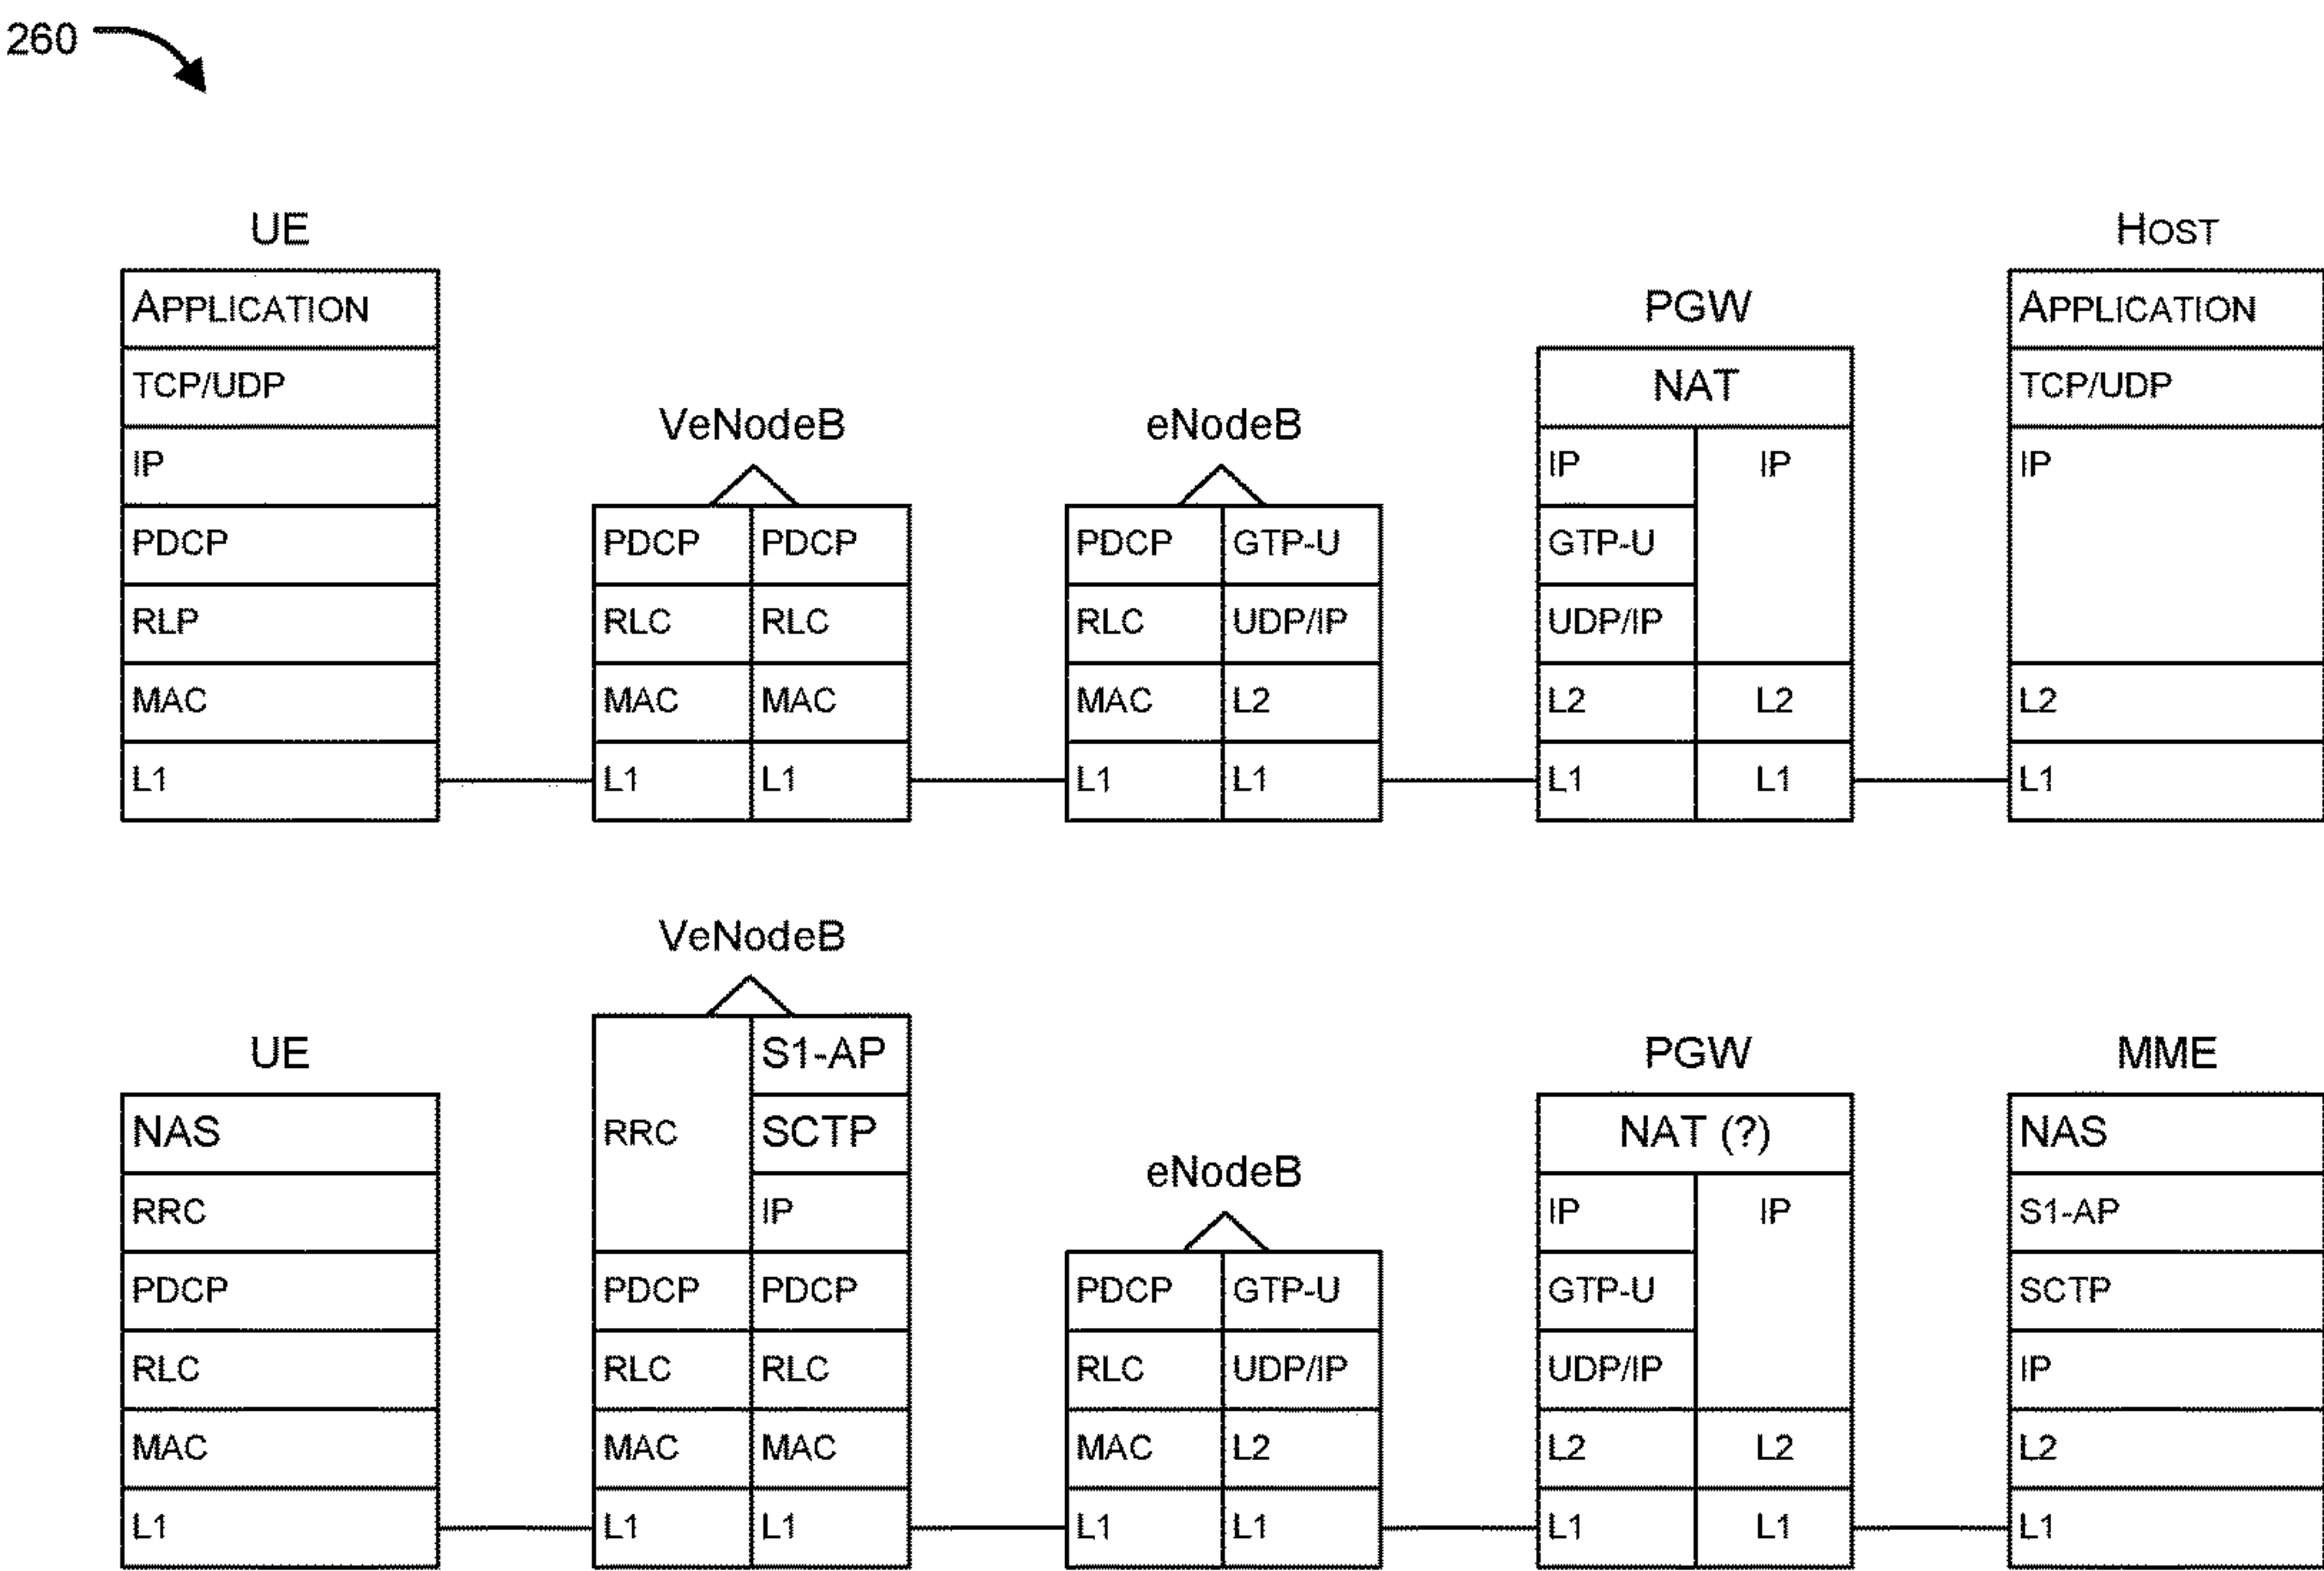 260
UE
APPLICATION
TCP/UDP
IP
PDCP
RLP
MAC
L1
VeNodeB
PDCP PDCP
RLC RLC
MAC MAC
L1 L1
eNodeB
PDCP GTP-U
RLC UDP/IP
MAC L2
L1 L1
PGW
NAT
IP IP
GTP-U
UDP/IP
L2 L2
L1 L1
HOST
APPLICATION
TCP/UDP
IP
L2
L1
UE
NAS
RRC
PDCP
RLC
MAC
L1
VeNodeB
S1-AP
RRC SCTP
IP
PDCP PDCP
RLC RLC
MAC MAC
L1 L1
eNodeB
PDCP GTP-U
RLC UDP/IP
MAC L2
L1 L1
PGW
NAT (?)
IP IP
GTP-U
UDP/IP
L2 L2
L1 L1
MME
NAS
S1-AP
SCTP
IP
L2
L1